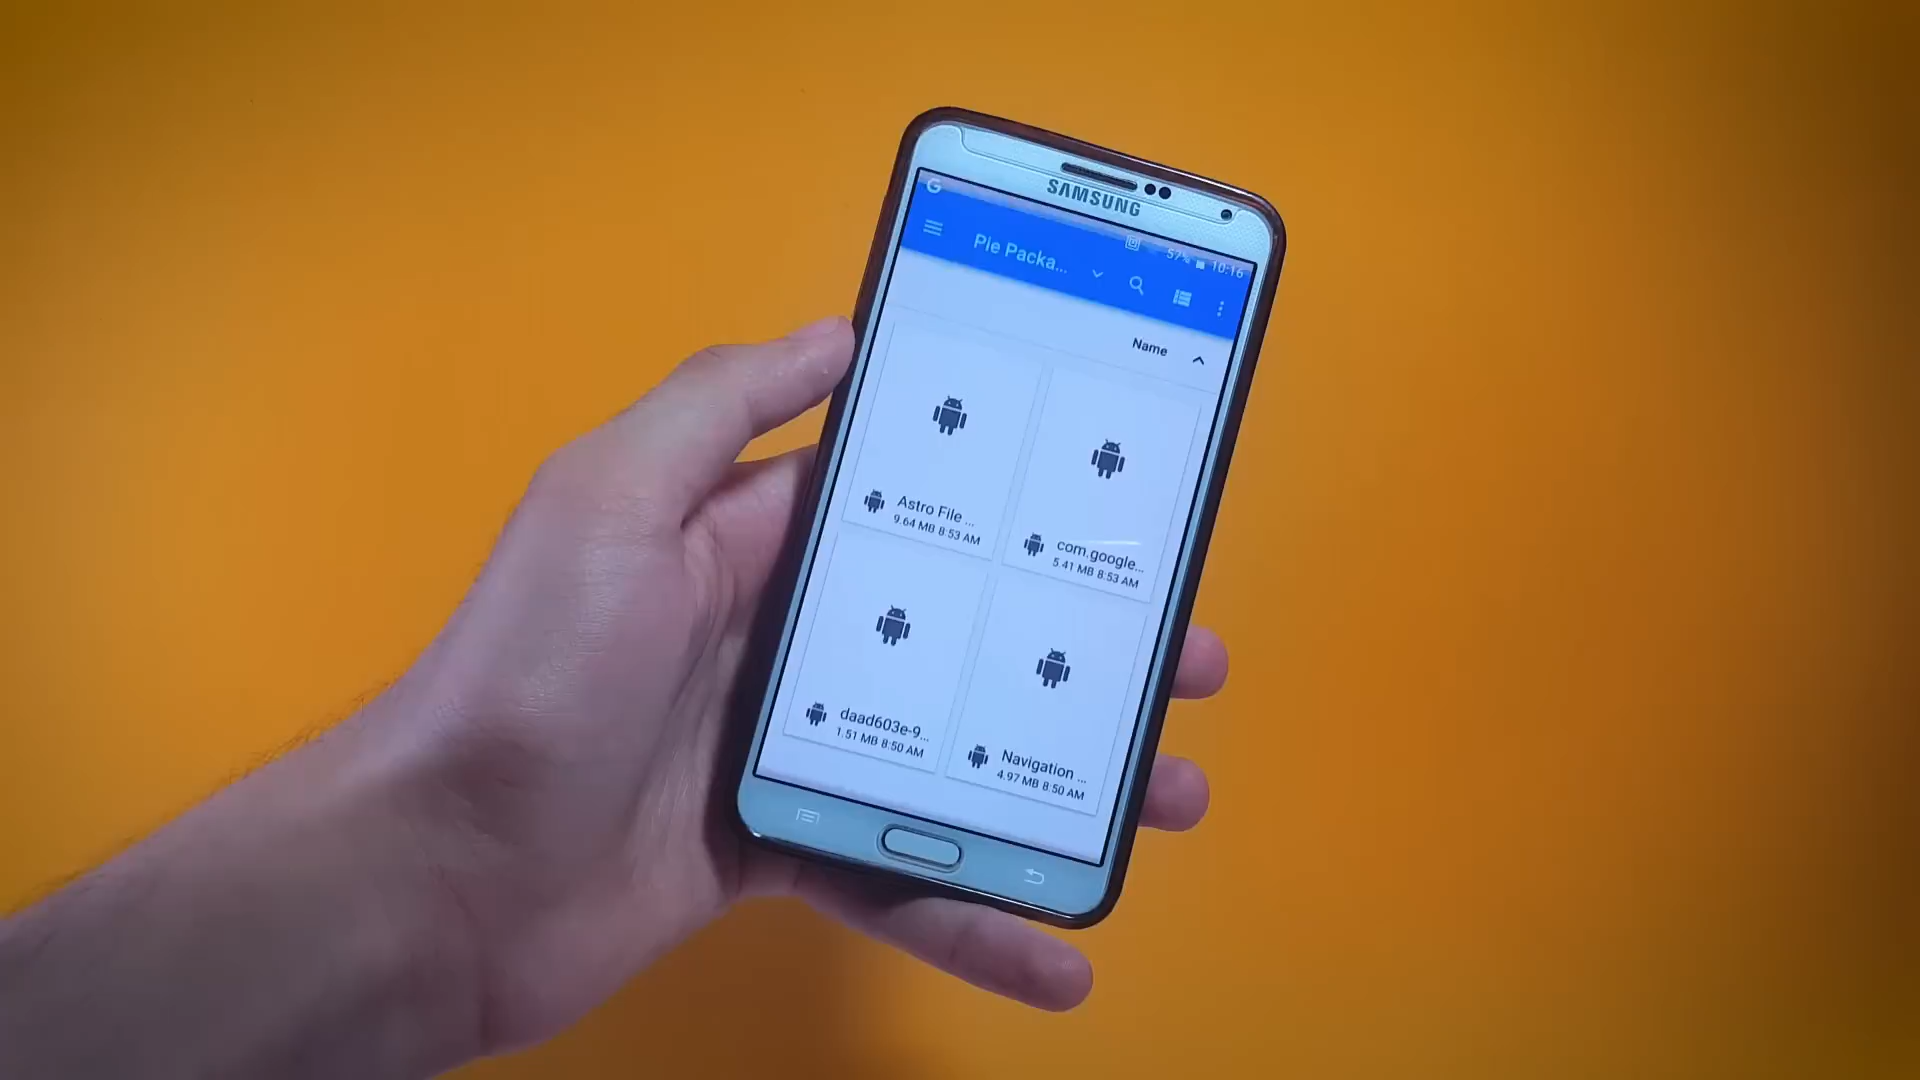 SAMSUNG
G
57% 10:16
Pie Packa...
Name
Astro File ...
9.64 MB 8:53 AM
com.google...
5.41 MB 8:53 AM
daad603e-9...
1.51 MB 8:50 AM
Navigation ...
4.97 MB 8:50 AM